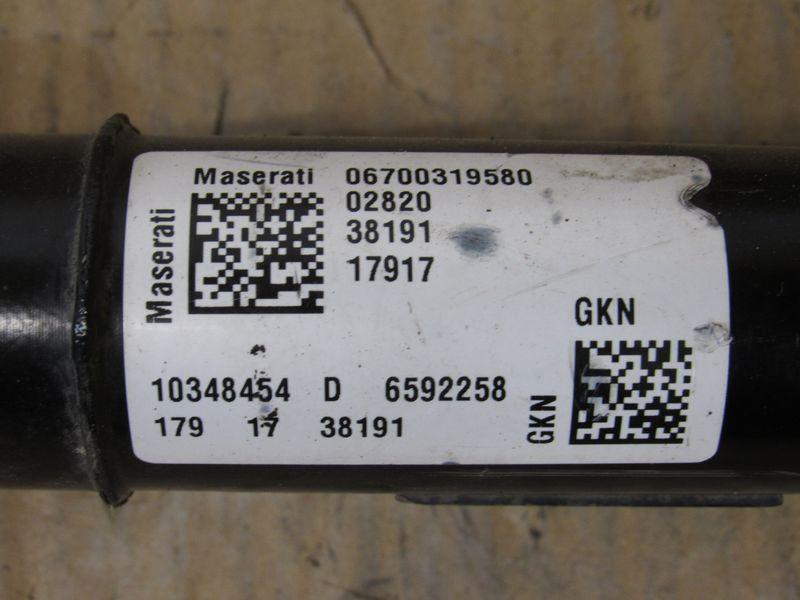 Maserati 06700319580
02820
38191
17917
Maserati
GKN
10348454 D 6592258
179 17 38191
GKN